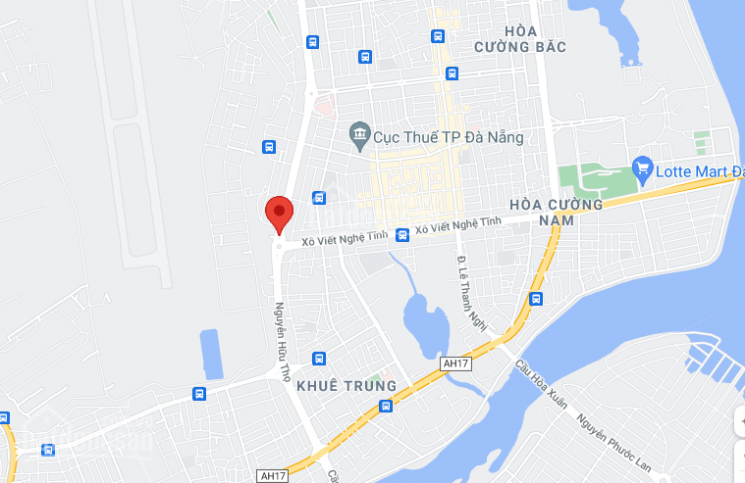 HÒA
CƯỜNG BẮC
Cục Thuế TP Đà Nẵng
Lotte Mart Đà
HÒA CƯỜNG
NAM
Xô Viết Nghệ Tĩnh
Xô Viết Nghệ Tĩnh
Đ. Lê Thanh Nghị
Nguyễn Hữu Thọ
AH17
Cầu Hòa Xuân
KHUÊ TRUNG
Nguyễn Phước Lan
AH17